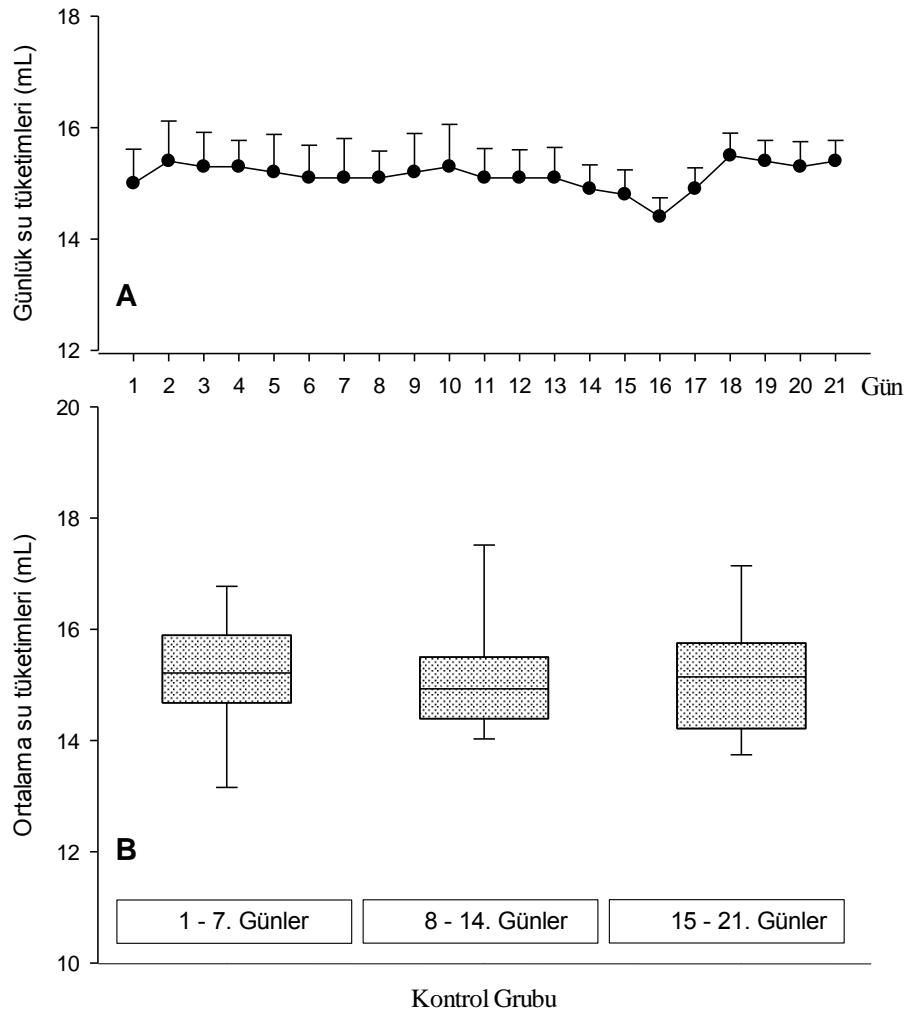 18
16
14
12
Günlük su tüketimleri (mL)
A
1 2 3 4 5 6 7 8 9 10 11 12 13 14 15 16 17 18 19 20 21 Gün
20
18
16
14
12
10
Ortalama su tüketimleri (mL)
B
1 - 7. Günler 8 - 14. Günler 15 - 21. Günler
Kontrol Grubu